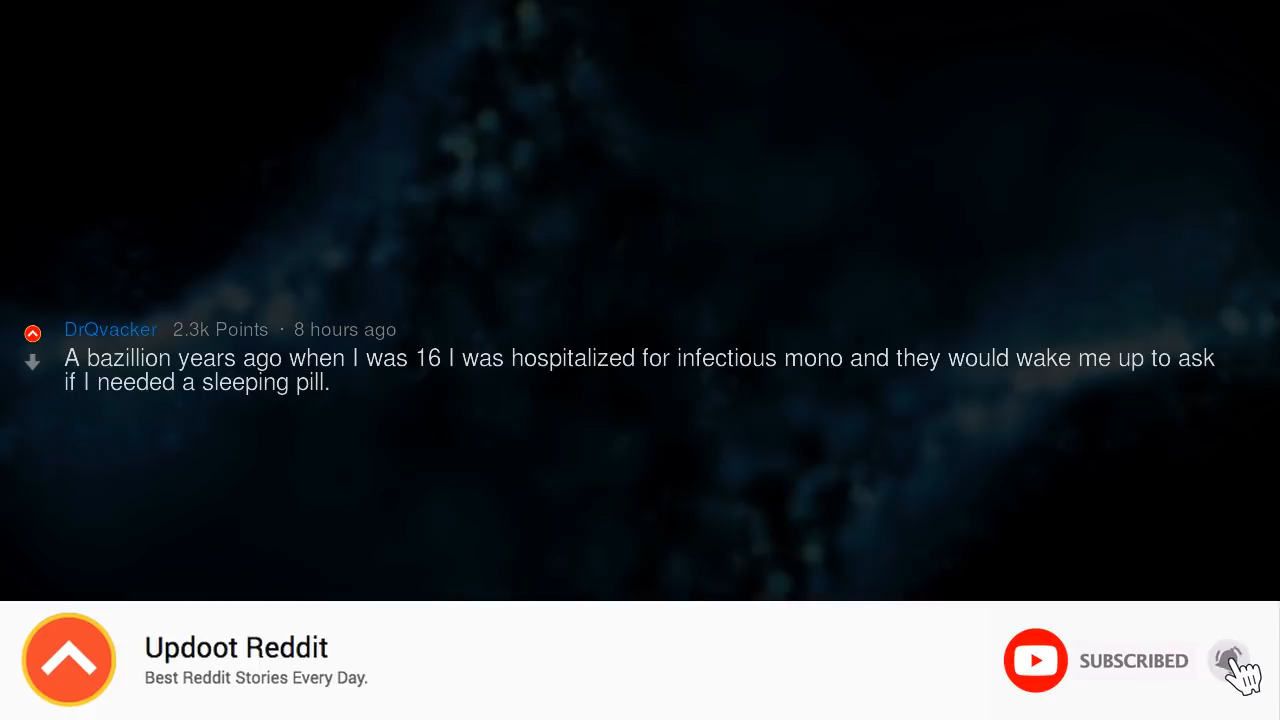 DrQvacker 2.3k Points · 8 hours ago
A bazillion years ago when I was 16 I was hospitalized for infectious mono and they would wake me up to ask
if I needed a sleeping pill.
Updoot Reddit
Best Reddit Stories Every Day.
SUBSCRIBED